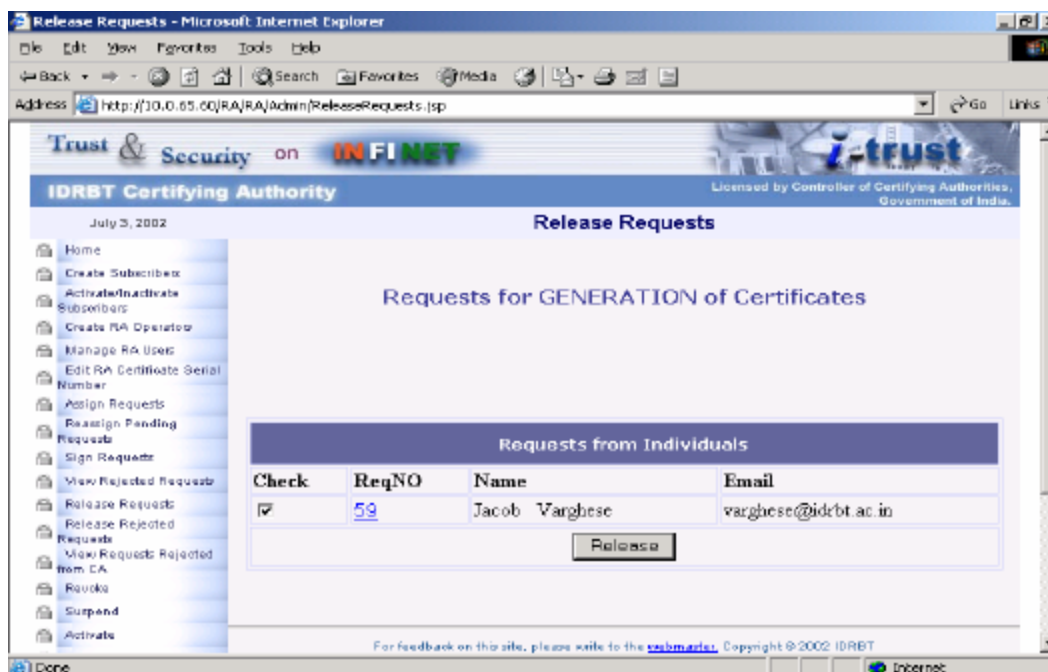 Release Requests - Microsoft Internet Explorer
File Edit View Favorites Tools Help
Back Search Favorites Media
Address http://10.0.65.60/RA/RA/Admin/ReleaseRequests.jsp Go Links
Trust & Security on INFINET
i-trust
IDRBT Certifying Authority
Licensed by Controller of Certifying Authorities,
Government of India.
July 3, 2002
Release Requests
Home
Create Subscribers
Activate/Inactivate
Subscribers
Create RA Operators
Manage RA Users
Edit RA Certificate Serial
Number
Assign Requests
Reassign Pending
Requests
Sign Requests
View Rejected Requests
Release Requests
Release Rejected
Requests
View Requests Rejected
from CA
Revoke
Suspend
Activate
Requests for GENERATION of Certificates
Requests from Individuals
Check ReqNO Name Email
59 Jacob Varghese varghese@idrbt.ac.in
Release
For feedback on this site, please write to the webmaster. Copyright © 2002 IDRBT
Done Internet